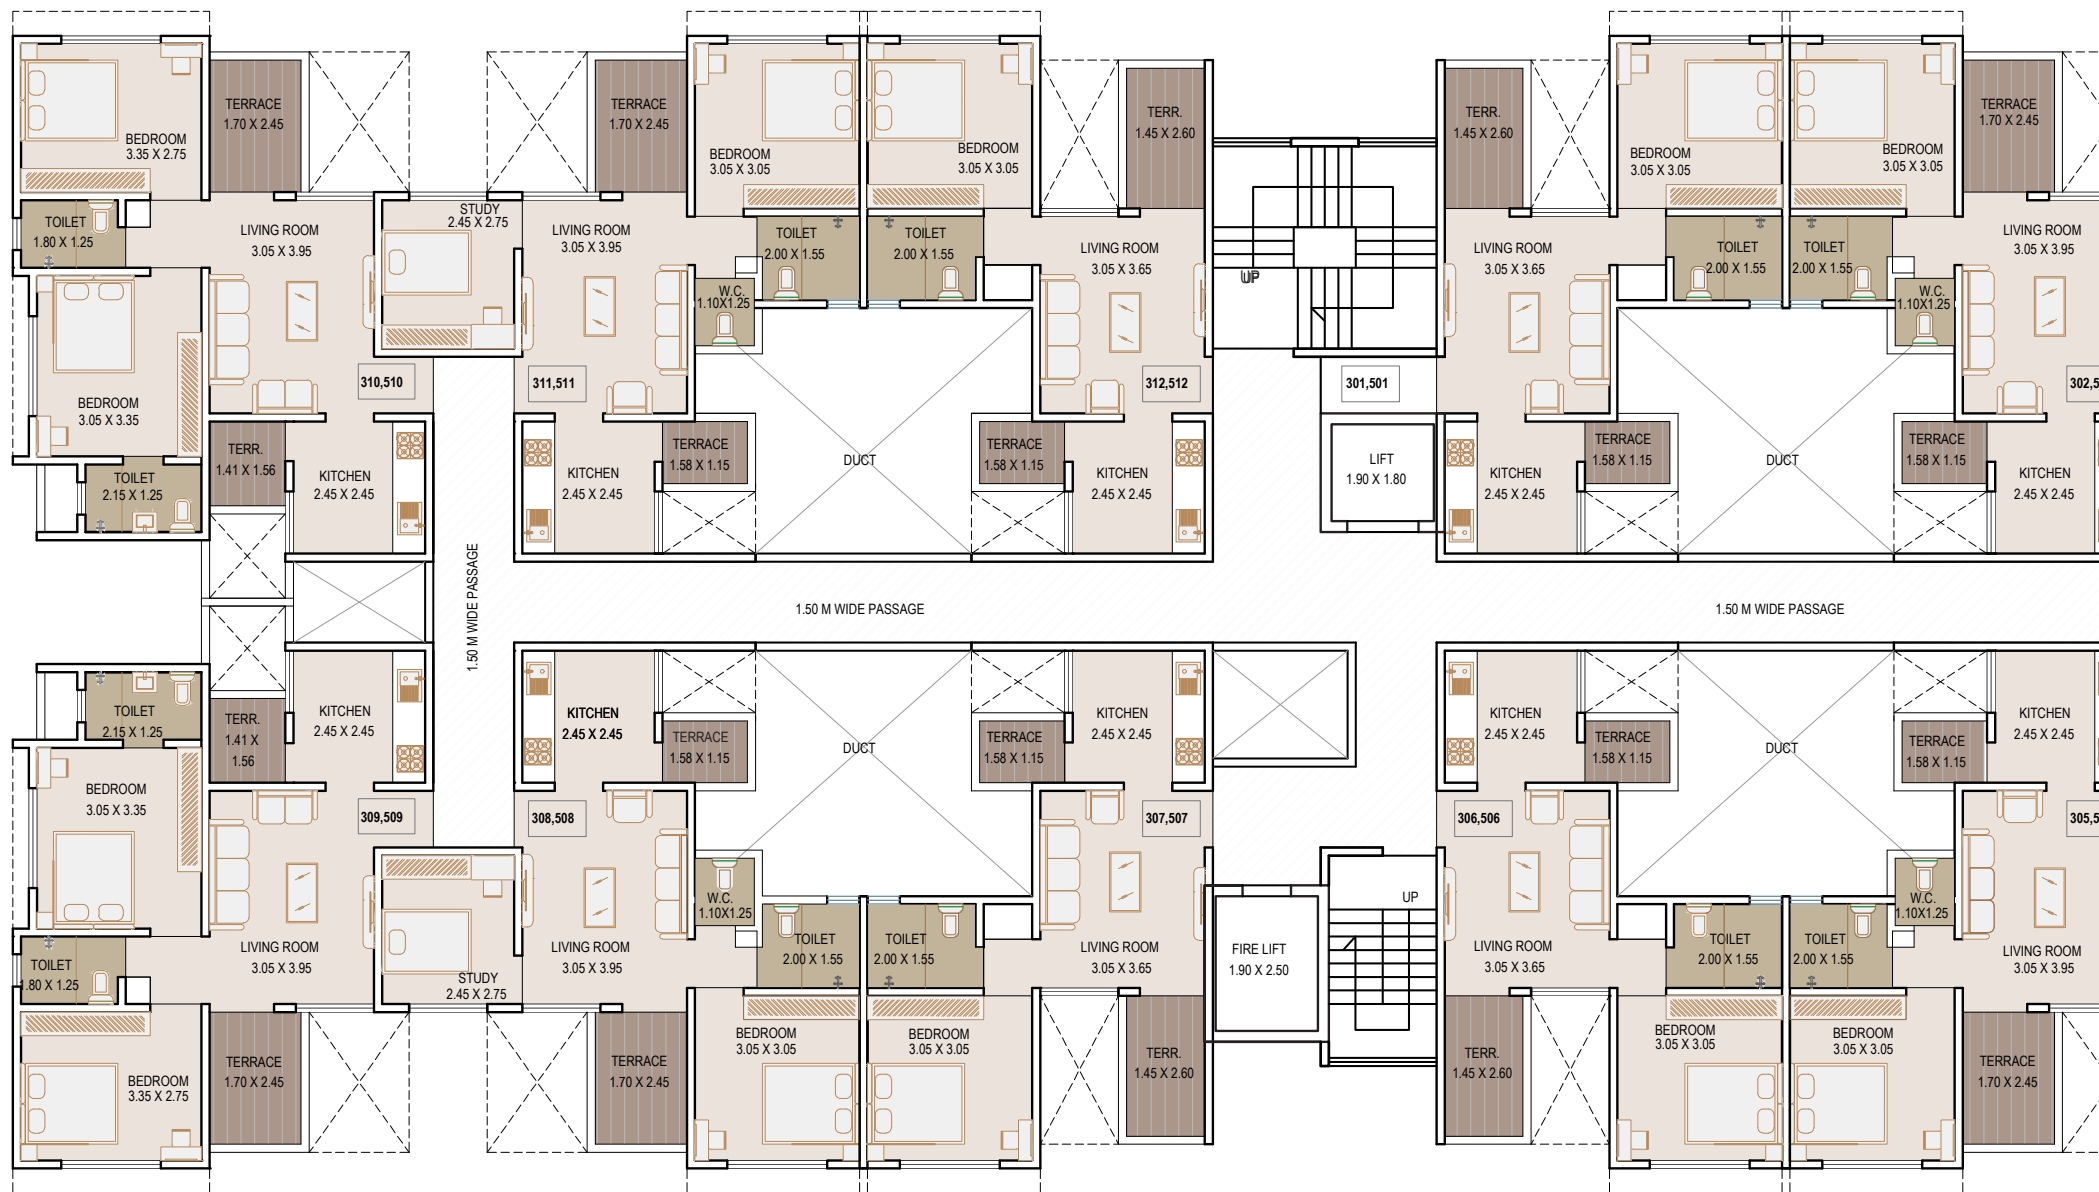 TERRACE
1.70 X 2.45
BEDROOM
3.35 X 2.75
TERRACE
1.70 X 2.45
BEDROOM
3.05 X 3.05
BEDROOM
3.05 X 3.05
TERR.
1.45 X 2.60
TERR.
1.45 X 2.60
BEDROOM
3.05 X 3.05
BEDROOM
3.05 X 3.05
TERRACE
1.70 X 2.45
TOILET
1.80 X 1.25
LIVING ROOM
3.05 X 3.95
STUDY
2.45 X 2.75
LIVING ROOM
3.05 X 3.95
TOILET
2.00 X 1.55
TOILET
2.00 X 1.55
LIVING ROOM
3.05 X 3.65
UP
LIVING ROOM
3.05 X 3.65
TOILET
2.00 X 1.55
TOILET
2.00 X 1.55
LIVING ROOM
3.05 X 3.95
W.C.
1.10X1.25
W.C.
1.10X1.25
BEDROOM
3.05 X 3.35
310,510
311,511
312,512
301,501
302,5
TERR.
1.41 X 1.56
KITCHEN
2.45 X 2.45
KITCHEN
2.45 X 2.45
TERRACE
1.58 X 1.15
DUCT
TERRACE
1.58 X 1.15
KITCHEN
2.45 X 2.45
LIFT
1.90 X 1.80
KITCHEN
2.45 X 2.45
TERRACE
1.58 X 1.15
DUCT
TERRACE
1.58 X 1.15
KITCHEN
2.45 X 2.45
TOILET
2.15 X 1.25
1.50 M WIDE PASSAGE
1.50 M WIDE PASSAGE
1.50 M WIDE PASSAGE
TOILET
2.15 X 1.25
TERR.
1.41 X
1.56
KITCHEN
2.45 X 2.45
KITCHEN
2.45 X 2.45
TERRACE
1.58 X 1.15
DUCT
TERRACE
1.58 X 1.15
KITCHEN
2.45 X 2.45
KITCHEN
2.45 X 2.45
TERRACE
1.58 X 1.15
DUCT
TERRACE
1.58 X 1.15
KITCHEN
2.45 X 2.45
BEDROOM
3.05 X 3.35
309,509
308,508
307,507
306,506
305,5
W.C.
1.10X1.25
UP
W.C.
1.10X1.25
TOILET
1.80 X 1.25
LIVING ROOM
3.05 X 3.95
STUDY
2.45 X 2.75
LIVING ROOM
3.05 X 3.95
TOILET
2.00 X 1.55
TOILET
2.00 X 1.55
LIVING ROOM
3.05 X 3.65
FIRE LIFT
1.90 X 2.50
LIVING ROOM
3.05 X 3.65
TOILET
2.00 X 1.55
TOILET
2.00 X 1.55
LIVING ROOM
3.05 X 3.95
BEDROOM
3.35 X 2.75
TERRACE
1.70 X 2.45
TERRACE
1.70 X 2.45
BEDROOM
3.05 X 3.05
BEDROOM
3.05 X 3.05
TERR.
1.45 X 2.60
TERR.
1.45 X 2.60
BEDROOM
3.05 X 3.05
BEDROOM
3.05 X 3.05
TERRACE
1.70 X 2.45